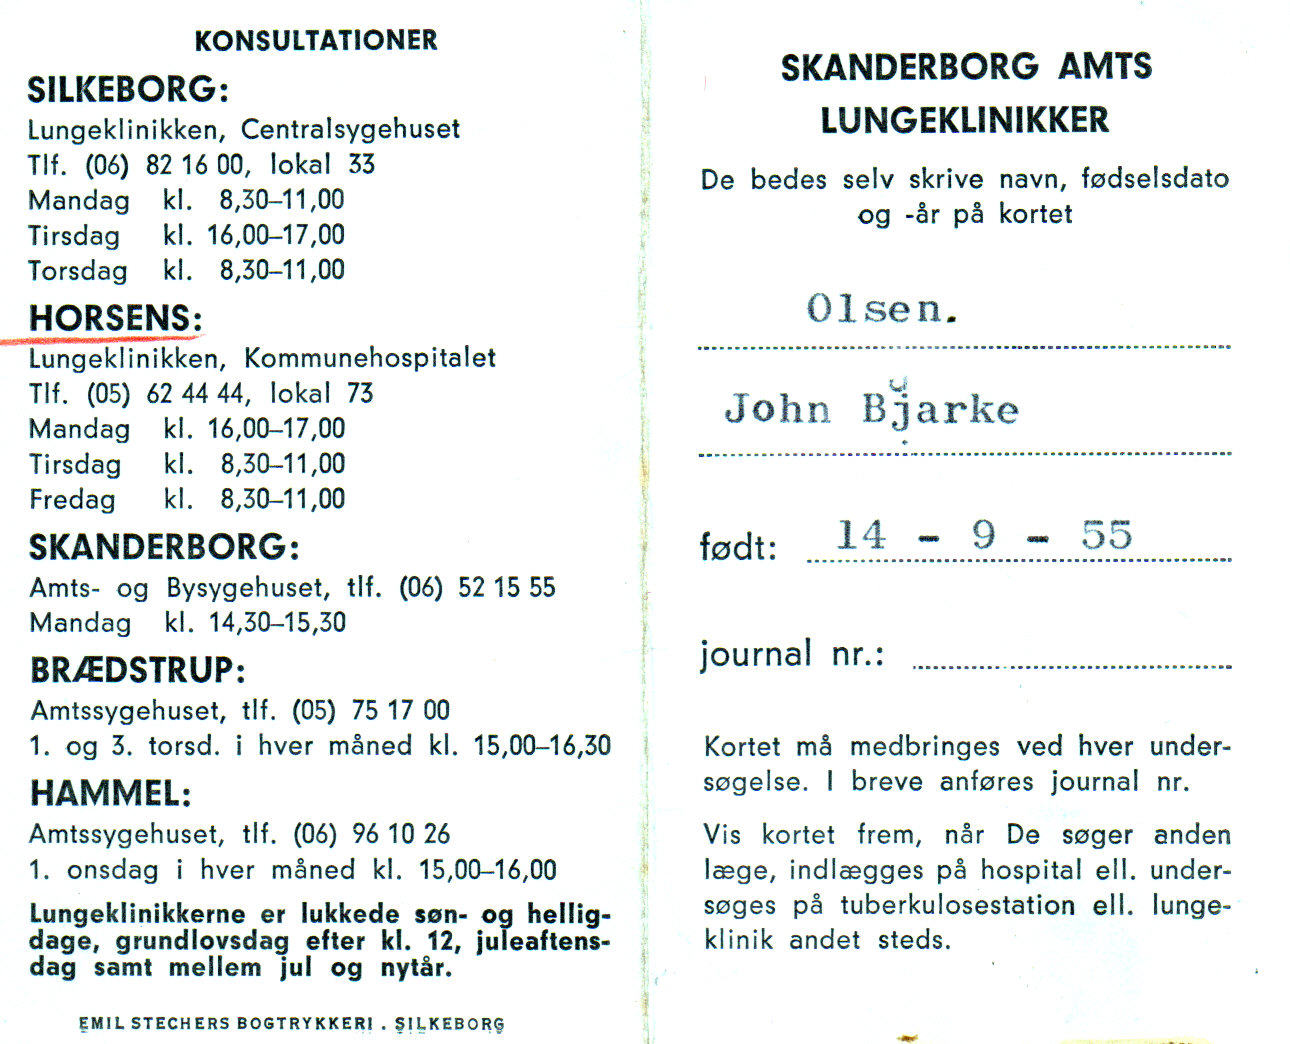 KONSULTATIONER
SILKEBORG:
Lungeklinikken, Centralsygehuset
Tlf. (06) 82 16 00, lokal 33
Mandag kl. 8,30–11,00
Tirsdag kl. 16,00–17,00
Torsdag kl. 8,30–11,00
HORSENS:
Lungeklinikken, Kommunehospitalet
Tlf. (05) 62 44 44, lokal 73
Mandag kl. 16,00–17,00
Tirsdag kl. 8,30–11,00
Fredag kl. 8,30–11,00
SKANDERBORG:
Amts- og Bysygehuset, tlf. (06) 52 15 55
Mandag kl. 14,30–15,30
BRÆDSTRUP:
Amtssygehuset, tlf. (05) 75 17 00
1. og 3. torsd. i hver måned kl. 15,00–16,30
HAMMEL:
Amtssygehuset, tlf. (06) 96 10 26
1. onsdag i hver måned kl. 15,00–16,00
Lungeklinikkerne er lukkede søn- og hellig-
dage, grundlovsdag efter kl. 12, juleaftens-
dag samt mellem jul og nytår.
EMIL STECHERS BOGTRYKKERI . SILKEBORG
SKANDERBORG AMTS
LUNGEKLINIKKER
De bedes selv skrive navn, fødselsdato
og -år på kortet
Olsen.
John Bjarke
født: 14 - 9 - 55
journal nr.:
Kortet må medbringes ved hver under-
søgelse. I breve anføres journal nr.
Vis kortet frem, når De søger anden
læge, indlægges på hospital ell. under-
søges på tuberkulosestation ell. lunge-
klinik andet steds.